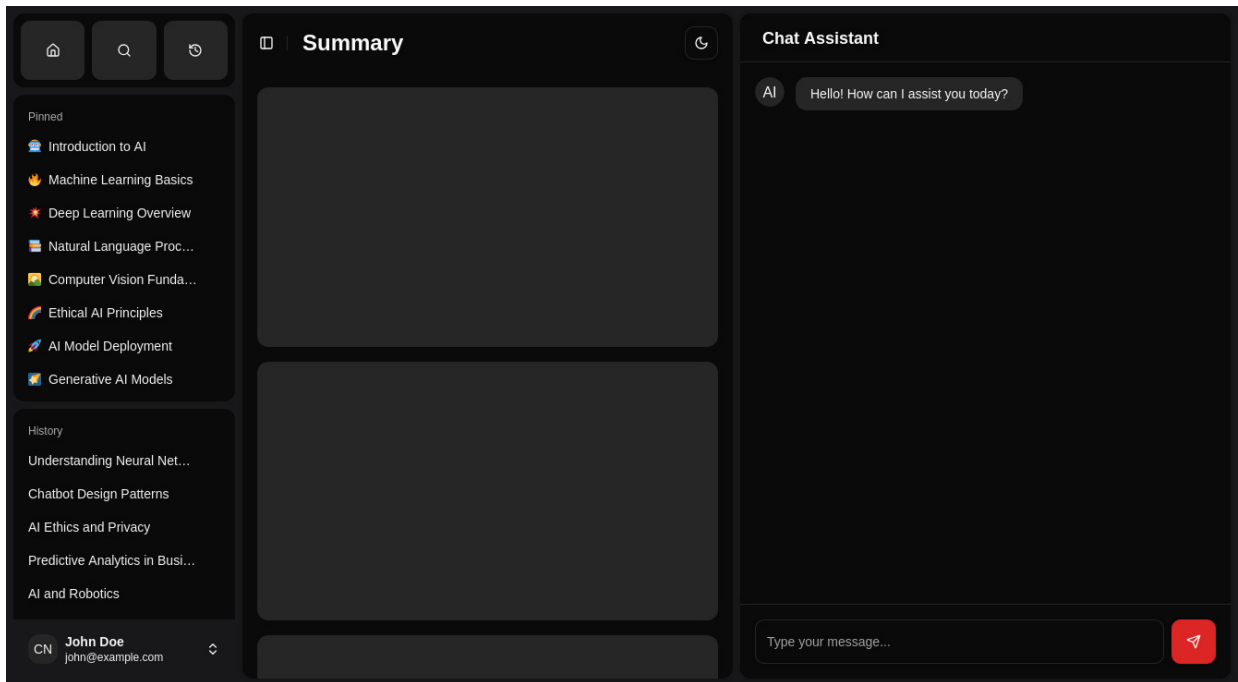 Pinned
Introduction to AI
Machine Learning Basics
Deep Learning Overview
Natural Language Proc…
Computer Vision Funda…
Ethical AI Principles
AI Model Deployment
Generative AI Models
History
Understanding Neural Net…
Chatbot Design Patterns
AI Ethics and Privacy
Predictive Analytics in Busi…
AI and Robotics
CN
John Doe
john@example.com
Summary
Chat Assistant
AI
Hello! How can I assist you today?
Type your message...